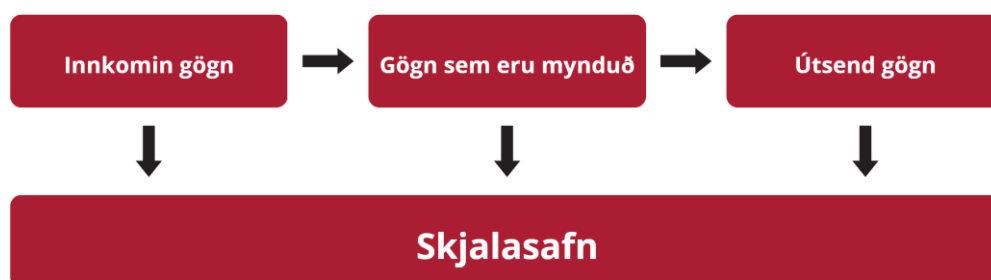 Innkomin gögn
Gögn sem eru mynduð
Útsend gögn
Skjalasafn